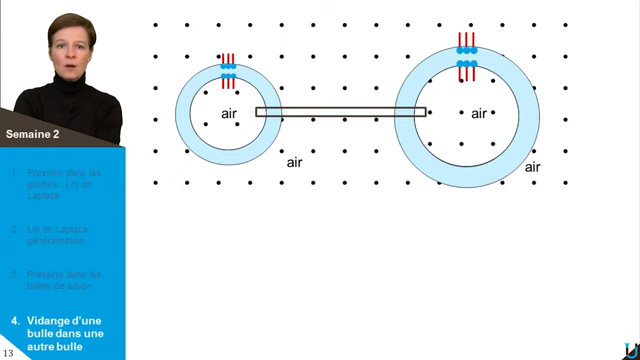 air
air
air
air
Semaine 2
1. Pression dans les
gouttes : Loi de
Laplace
2. Loi de Laplace
généralisation
3. Pression dans les
bulles de savon
4. Vidange d'une
bulle dans une
autre bulle
13